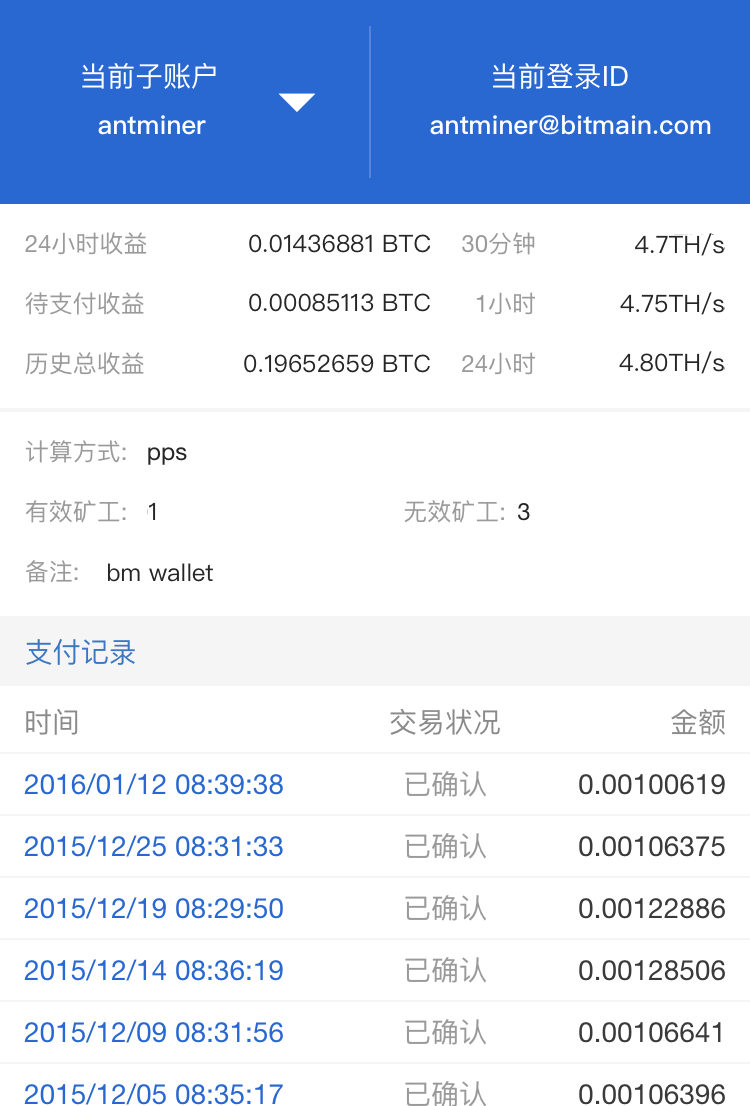 当前子账户
antminer
当前登录ID
antminer@bitmain.com
24小时收益 0.01436881 BTC 30分钟 4.7TH/s
待支付收益 0.00085113 BTC 1小时 4.75TH/s
历史总收益 0.19652659 BTC 24小时 4.80TH/s
计算方式: pps
有效矿工: 1 无效矿工: 3
备注: bm wallet
支付记录
时间 交易状况 金额
2016/01/12 08:39:38 已确认 0.00100619
2015/12/25 08:31:33 已确认 0.00106375
2015/12/19 08:29:50 已确认 0.00122886
2015/12/14 08:36:19 已确认 0.00128506
2015/12/09 08:31:56 已确认 0.00106641
2015/12/05 08:35:17 已确认 0.00106396